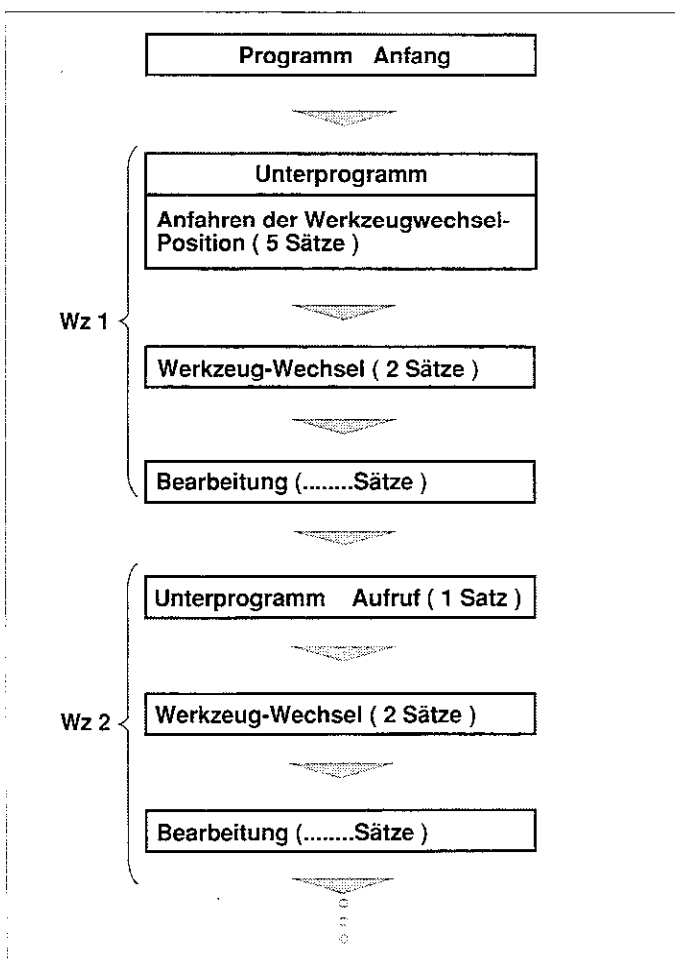 Programm Anfang
Unterprogramm
Anfahren der Werkzeugwechsel-
Position ( 5 Sätze )
Wz 1
Werkzeug-Wechsel ( 2 Sätze )
Bearbeitung (........Sätze )
Unterprogramm Aufruf ( 1 Satz )
Wz 2
Werkzeug-Wechsel ( 2 Sätze )
Bearbeitung (........Sätze )